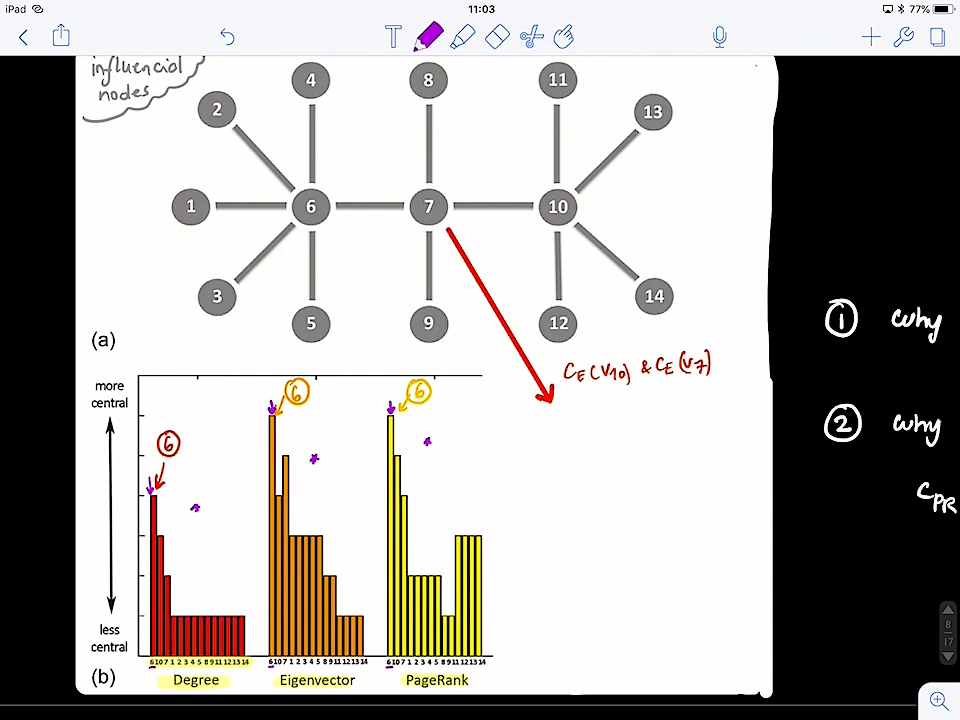 iPad
11:03
77%
T
influencial
nodes
4
8
11
2
13
1
6
7
10
3
14
5
9
12
(a)
C_E(V10) & C_E(V7)
more
central
6
6
6
less
central
6 10 7 1 2 3 4 5 8 9 11 12 13 14
6 10 7 1 2 3 4 5 8 9 11 12 13 14
6 10 7 1 2 3 4 5 8 9 11 12 13 14
(b)
Degree
Eigenvector
PageRank
1 why
2 why
C_PR
8
17